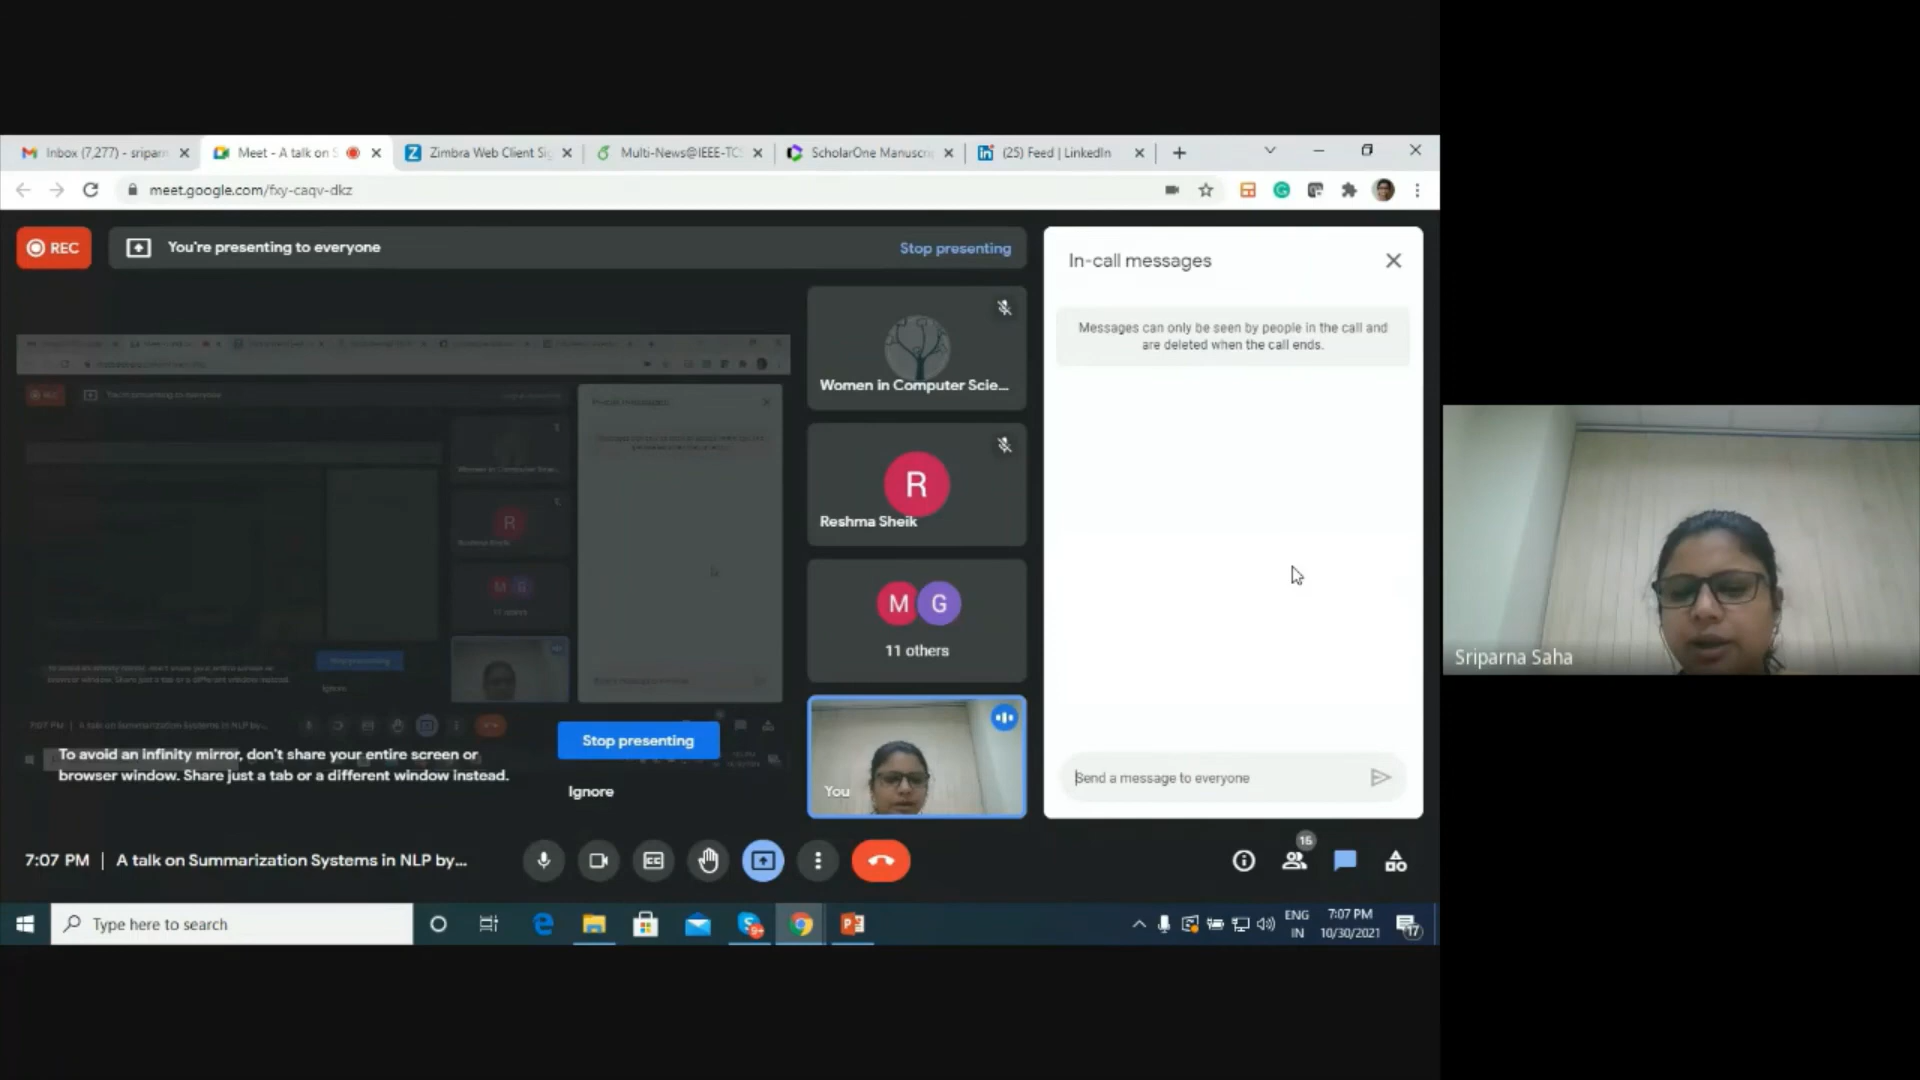 Inbox (7,277) - sripar
Meet - A talk on S
Zimbra Web Client Sig
Multi-News@IEEE-TC
ScholarOne Manuscri
(25) Feed | LinkedIn
meet.google.com/fxy-caqv-dkz
REC
You're presenting to everyone
Stop presenting
In-call messages
Messages can only be seen by people in the call and
are deleted when the call ends.
Women in Computer Scie...
R
Reshma Sheik
M G
11 others
You
To avoid an infinity mirror, don't share your entire screen or
browser window. Share just a tab or a different window instead.
Stop presenting
Ignore
Send a message to everyone
Sriparna Saha
7:07 PM | A talk on Summarization Systems in NLP by...
15
Type here to search
ENG
IN
7:07 PM
10/30/2021
17